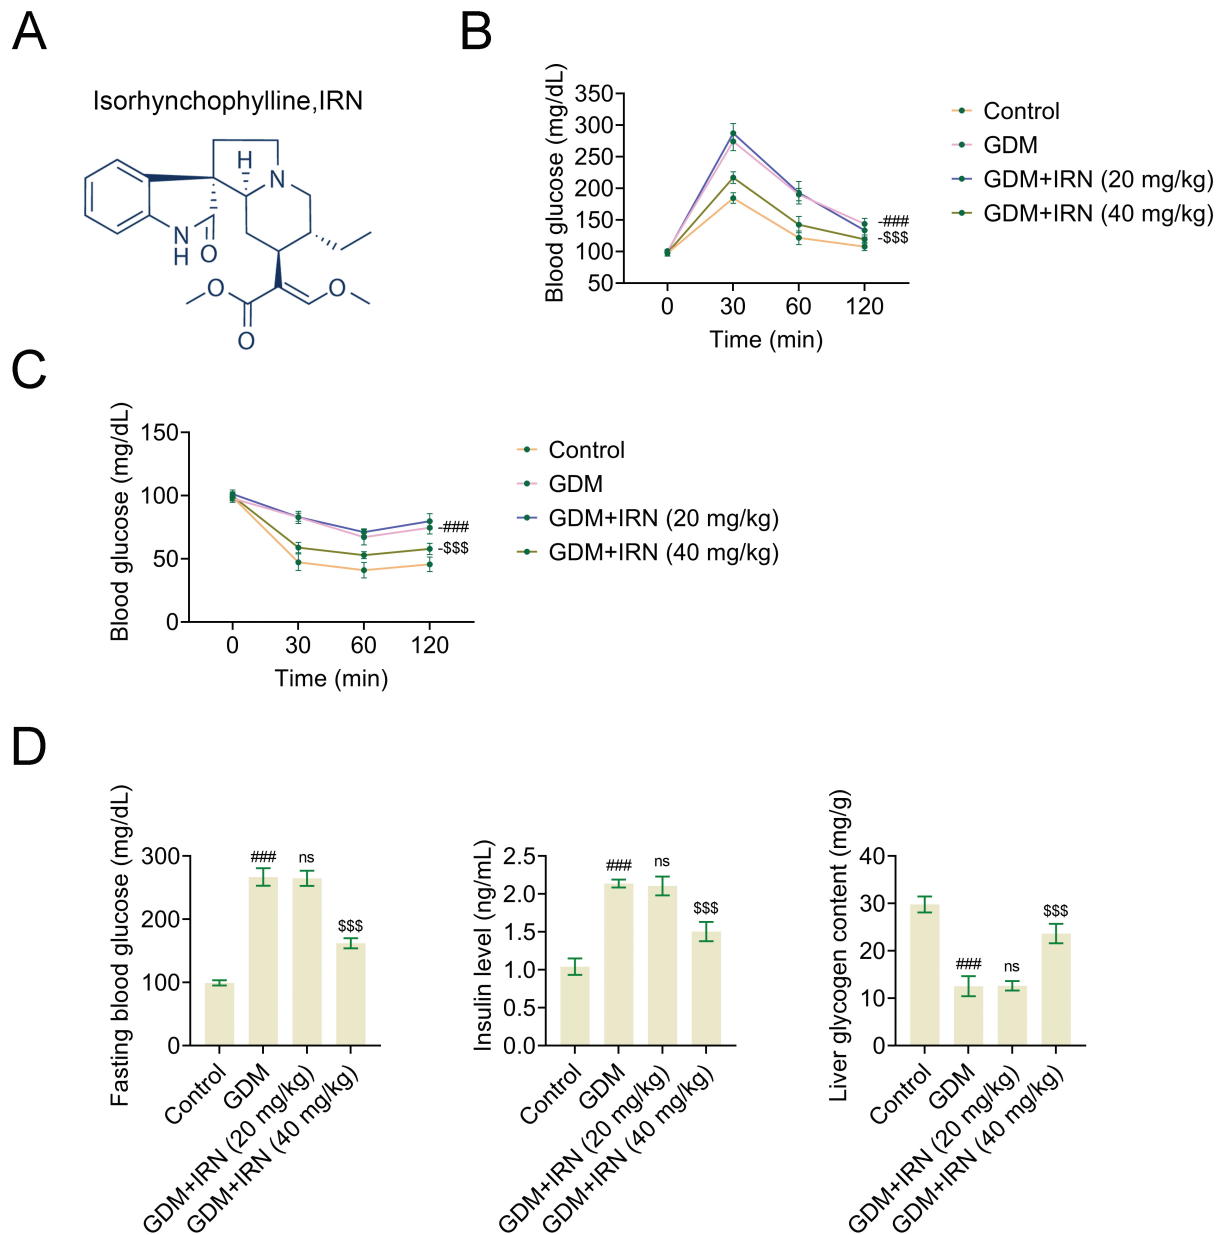 A
Isorhynchophylline,IRN
H
N
N
H
O
O
O
O
B
Blood glucose (mg/dL)
350
300
250
200
150
100
50
0 30 60 120
Time (min)
-###
-$$$
Control
GDM
GDM+IRN (20 mg/kg)
GDM+IRN (40 mg/kg)
C
Blood glucose (mg/dL)
150
100
50
0
0 30 60 120
Time (min)
-###
-$$$
Control
GDM
GDM+IRN (20 mg/kg)
GDM+IRN (40 mg/kg)
D
Fasting blood glucose (mg/dL)
300
200
100
0
###
ns
$$$
Control
GDM
GDM+IRN (20 mg/kg)
GDM+IRN (40 mg/kg)
Insulin level (ng/mL)
2.5
2.0
1.5
1.0
0.5
0.0
###
ns
$$$
Control
GDM
GDM+IRN (20 mg/kg)
GDM+IRN (40 mg/kg)
Liver glycogen content (mg/g)
40
30
20
10
0
###
ns
$$$
Control
GDM
GDM+IRN (20 mg/kg)
GDM+IRN (40 mg/kg)